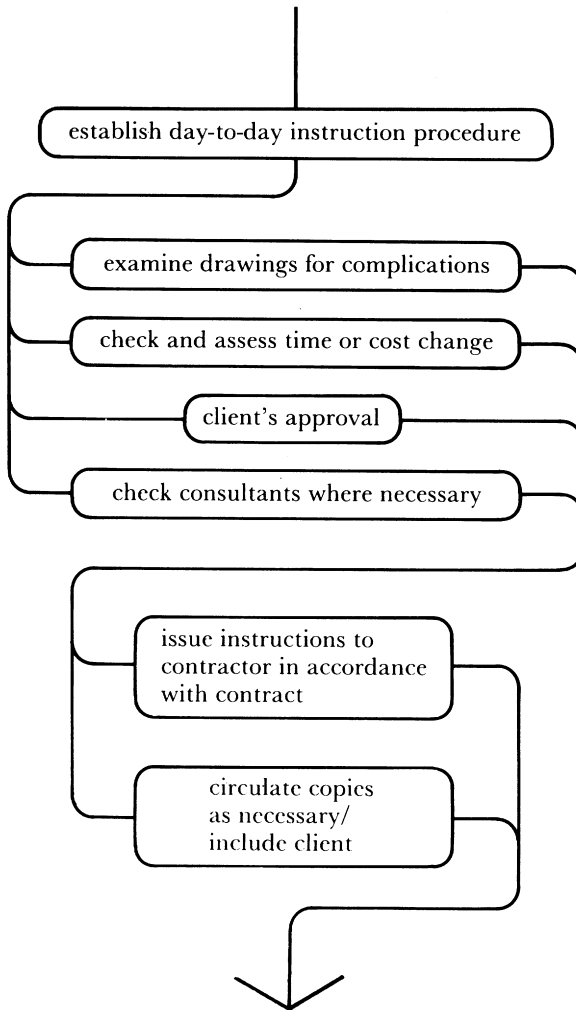 establish day-to-day instruction procedure
examine drawings for complications
check and assess time or cost change
client's approval
check consultants where necessary
issue instructions to
contractor in accordance
with contract
circulate copies
as necessary/
include client